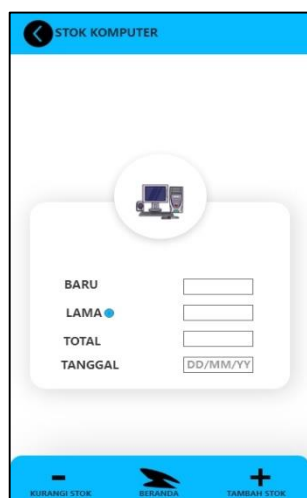 STOK KOMPUTER
BARU
LAMA
TOTAL
TANGGAL DD/MM/YY
KURANGI STOK BERANDA TAMBAH STOK